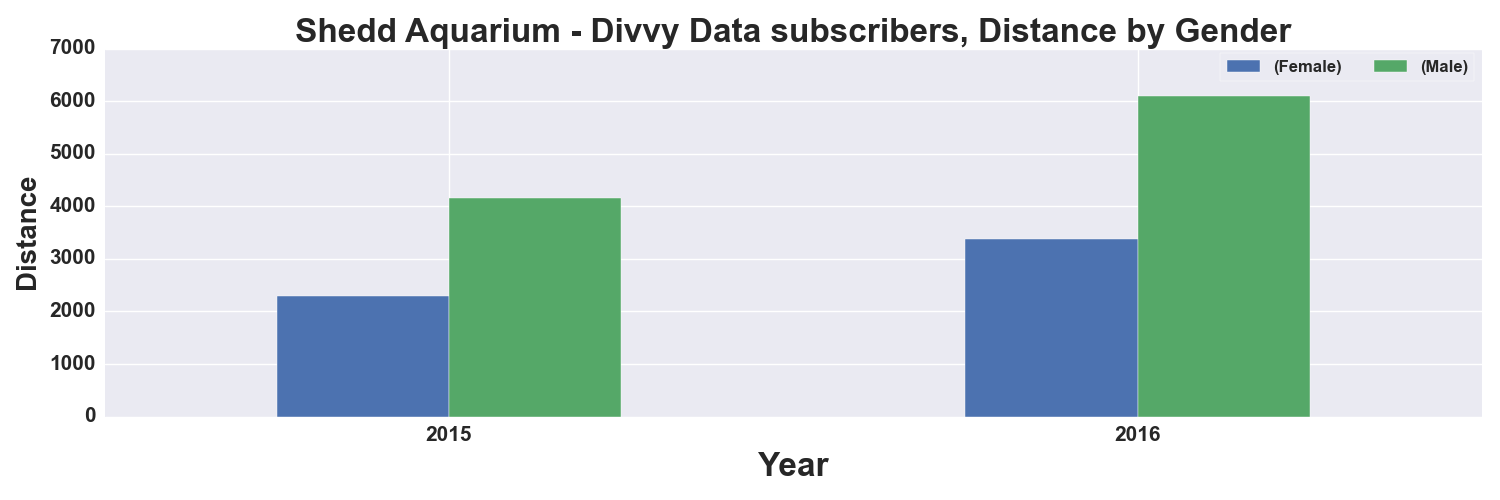 Shedd Aquarium - Divvy Data subscribers, Distance by Gender
7000
6000
5000
4000
3000
2000
1000
0
Distance
(Female) (Male)
2015 2016
Year